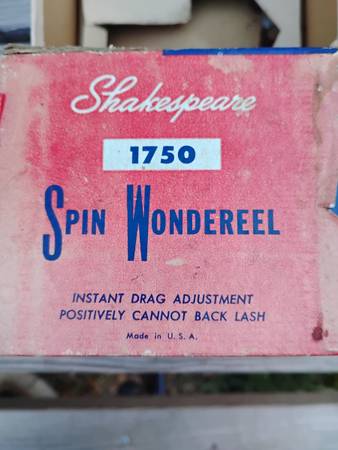 Shakespeare
1750
SPIN WONDEREEL
INSTANT DRAG ADJUSTMENT
POSITIVELY CANNOT BACK LASH
Made in U. S. A.